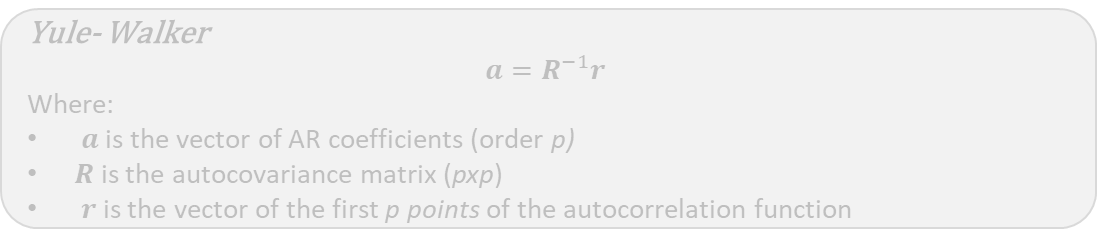 Yule- Walker
a = R⁻¹r
Where:
• a is the vector of AR coefficients (order p)
• R is the autocovariance matrix (pxp)
• r is the vector of the first p points of the autocorrelation function